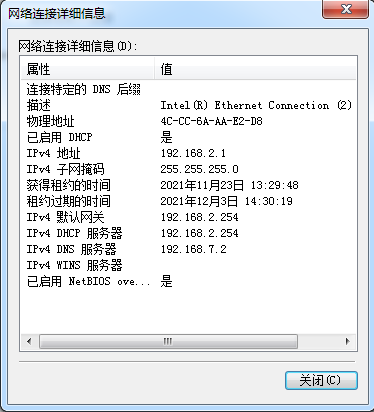 网络连接详细信息
网络连接详细信息(D):
属性 值
连接特定的 DNS 后缀
描述 Intel(R) Ethernet Connection (2)
物理地址 4C-CC-6A-AA-E2-D8
已启用 DHCP 是
IPv4 地址 192.168.2.1
IPv4 子网掩码 255.255.255.0
获得租约的时间 2021年11月23日 13:29:48
租约过期的时间 2021年12月3日 14:30:19
IPv4 默认网关 192.168.2.254
IPv4 DHCP 服务器 192.168.2.254
IPv4 DNS 服务器 192.168.7.2
IPv4 WINS 服务器
已启用 NetBIOS ove... 是
关闭(C)